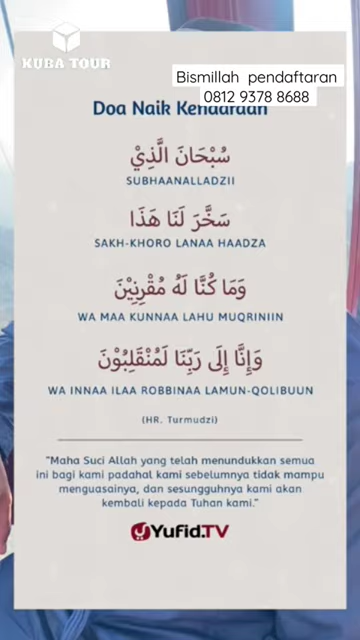 KUBA TOUR
Bismillah pendaftaran
0812 9378 8688
Doa Naik Kendaraan
سُبْحَانَ الَّذِيْ
SUBHAANALLADZII
سَخَّرَ لَنَا هَذَا
SAKH-KHORO LANAA HAADZA
وَمَا كُنَّا لَهُ مُقْرِنِيْنَ
WA MAA KUNNAA LAHU MUQRINIIN
وَإِنَّا إِلَى رَبِّنَا لَمُنْقَلِبُوْنَ
WA INNAA ILAA ROBBINAA LAMUN-QOLIBUUN
(HR. Turmudzi)
"Maha Suci Allah yang telah menundukkan semua
ini bagi kami padahal kami sebelumnya tidak mampu
menguasainya, dan sesungguhnya kami akan
kembali kepada Tuhan kami."
Yufid.TV